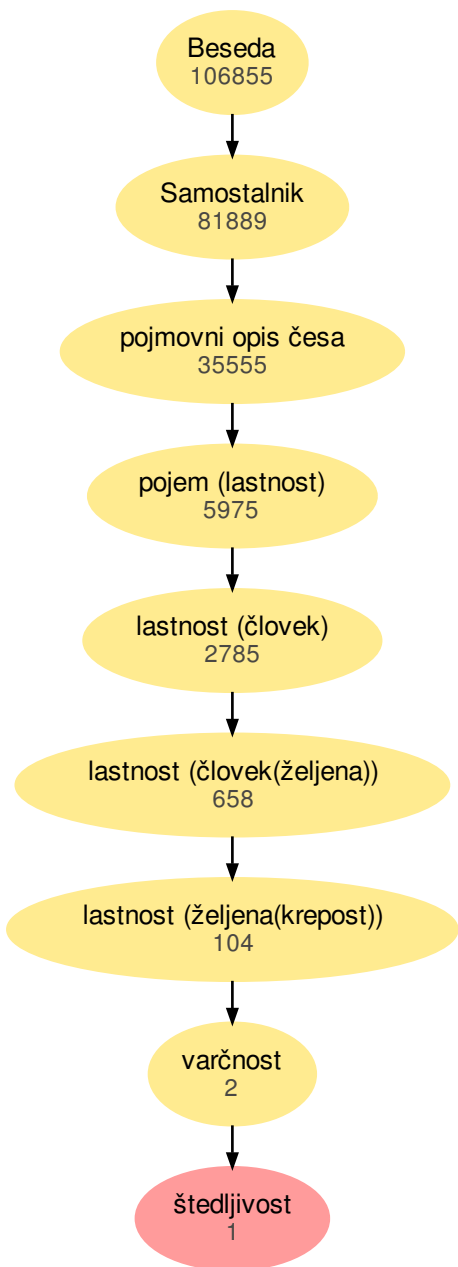 Beseda
106855
Samostalnik
81889
pojmovni opis česa
35555
pojem (lastnost)
5975
lastnost (človek)
2785
lastnost (človek(željena))
658
lastnost (željena(krepost))
104
varčnost
2
štedljivost
1